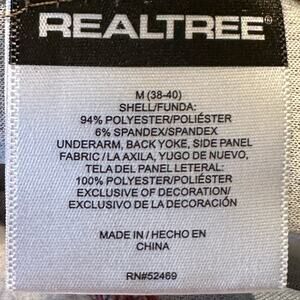 REALTREE®
M (38-40)
SHELL/FUNDA:
94% POLYESTER/POLIÉSTER
6% SPANDEX/SPANDEX
UNDERARM, BACK YOKE, SIDE PANEL
FABRIC / LA AXILA, YUGO DE NUEVO,
TELA DEL PANEL LETERAL:
100% POLYESTER/POLIÉSTER
EXCLUSIVE OF DECORATION/
EXCLUSIVO DE LA DECORACIÓN
MADE IN / HECHO EN
CHINA
RN#52469